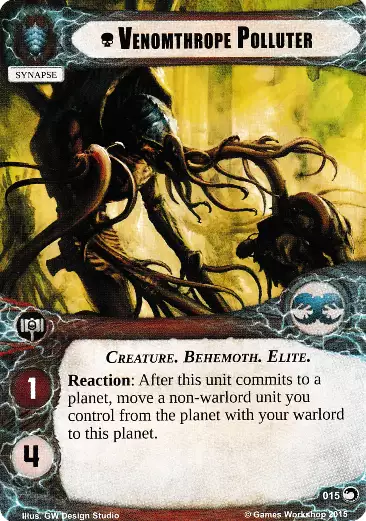 VENOMTHROPE POLLUTER
SYNAPSE
CREATURE. BEHEMOTH. ELITE.
1
Reaction: After this unit commits to a
planet, move a non-warlord unit you
control from the planet with your warlord
to this planet.
4
015
Illus. GW Design Studio
© Games Workshop 2015